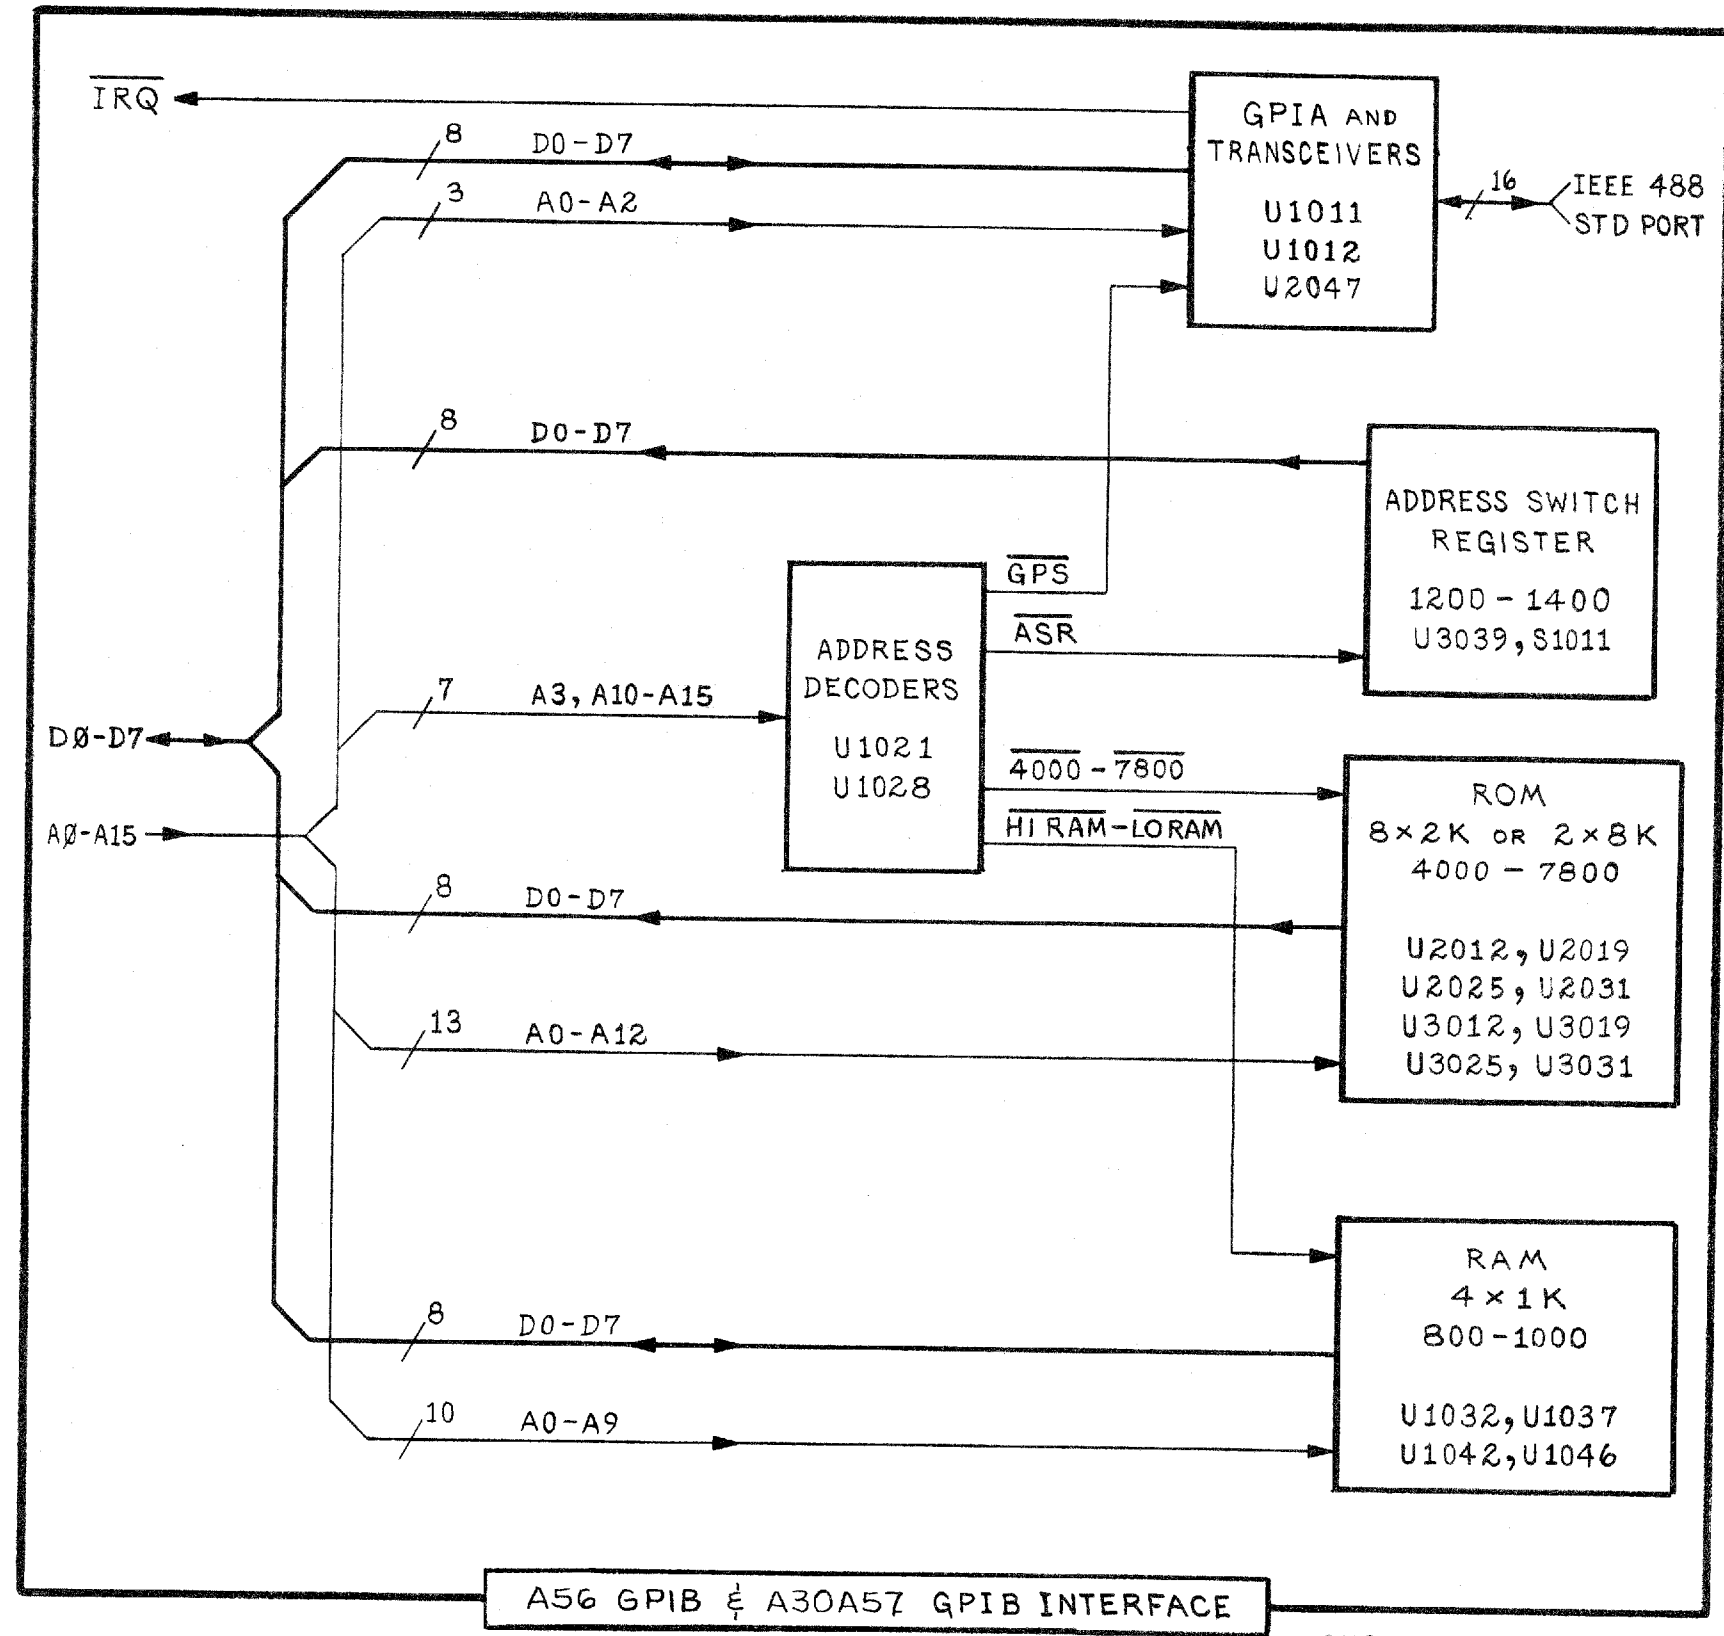 IRQ
8 D0-D7
3 A0-A2
GPIA AND
TRANSCEIVERS
U1011
U1012
U2047
16
IEEE 488
STD PORT
8 D0-D7
ADDRESS SWITCH
REGISTER
1200-1400
U3039, S1011
GPS
ASR
7 A3, A10-A15
ADDRESS
DECODERS
U1021
U1028
4000-7800
HI RAM-LORAM
DØ-D7
AØ-A15
ROM
8×2K OR 2×8K
4000-7800
U2012, U2019
U2025, U2031
U3012, U3019
U3025, U3031
8 D0-D7
13 A0-A12
RAM
4×1K
800-1000
U1032, U1037
U1042, U1046
8 D0-D7
10 A0-A9
A56 GPIB & A30A57 GPIB INTERFACE